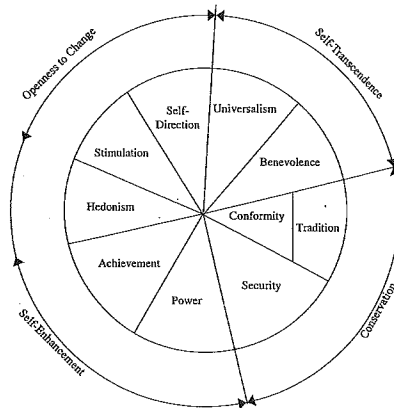 Openness to Change
Self-Transcendence
Self-
Direction
Universalism
Stimulation
Benevolence
Hedonism
Conformity
Tradition
Achievement
Security
Power
Self-Enhancement
Conservation